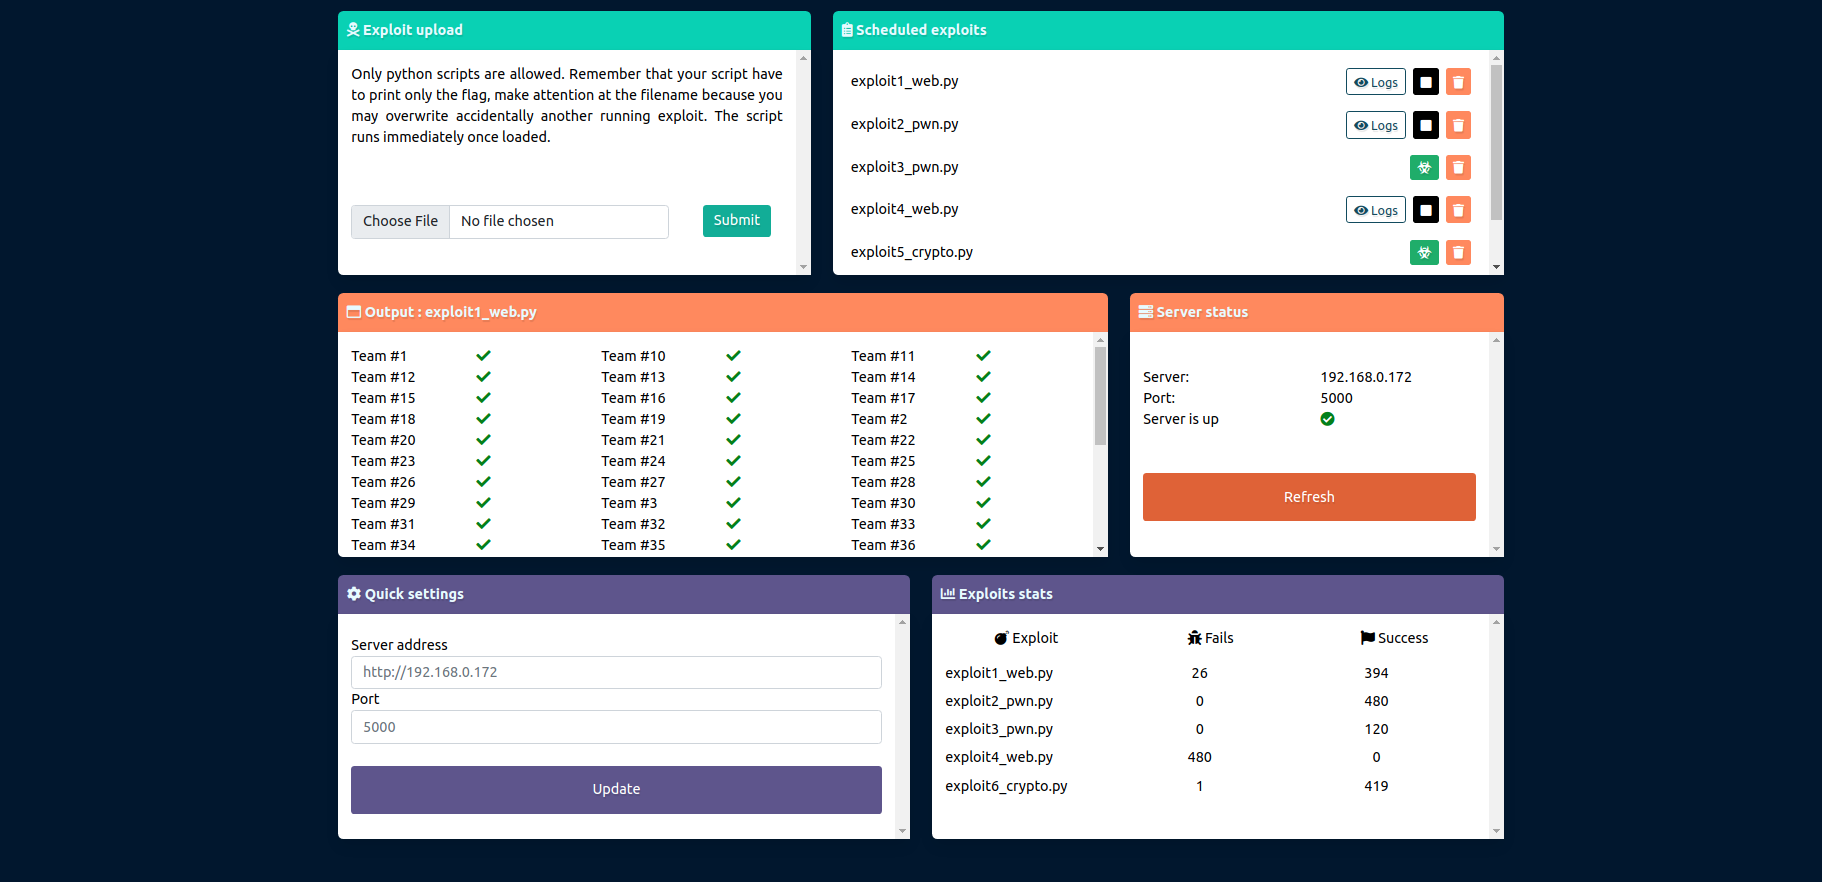 Exploit upload
Only python scripts are allowed. Remember that your script have
to print only the flag, make attention at the filename because you
may overwrite accidentally another running exploit. The script
runs immediately once loaded.
Choose File No file chosen Submit
Scheduled exploits
exploit1_web.py Logs
exploit2_pwn.py Logs
exploit3_pwn.py
exploit4_web.py Logs
exploit5_crypto.py
Output : exploit1_web.py
Team #1 Team #10 Team #11
Team #12 Team #13 Team #14
Team #15 Team #16 Team #17
Team #18 Team #19 Team #2
Team #20 Team #21 Team #22
Team #23 Team #24 Team #25
Team #26 Team #27 Team #28
Team #29 Team #3 Team #30
Team #31 Team #32 Team #33
Team #34 Team #35 Team #36
Server status
Server: 192.168.0.172
Port: 5000
Server is up
Refresh
Quick settings
Server address
http://192.168.0.172
Port
5000
Update
Exploits stats
Exploit Fails Success
exploit1_web.py 26 394
exploit2_pwn.py 0 480
exploit3_pwn.py 0 120
exploit4_web.py 480 0
exploit6_crypto.py 1 419